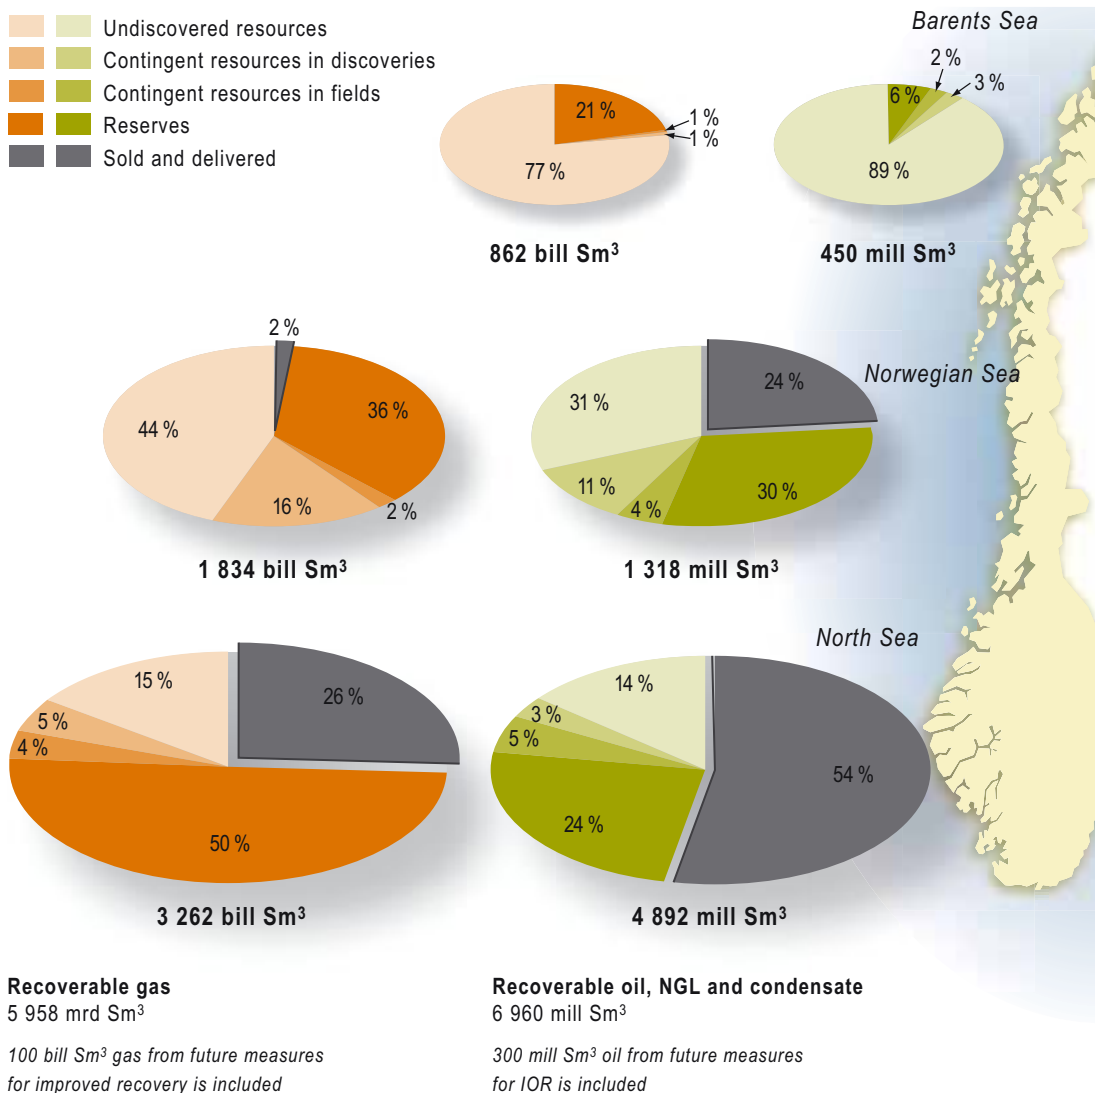 Undiscovered resources
Contingent resources in discoveries
Contingent resources in fields
Reserves
Sold and delivered
Barents Sea
21 %
1 %
1 %
77 %
862 bill Sm³
6 %
2 %
3 %
89 %
450 mill Sm³
Norwegian Sea
2 %
36 %
2 %
16 %
44 %
1 834 bill Sm³
24 %
30 %
4 %
11 %
31 %
1 318 mill Sm³
North Sea
26 %
50 %
4 %
5 %
15 %
3 262 bill Sm³
54 %
24 %
5 %
3 %
14 %
4 892 mill Sm³
Recoverable gas
5 958 mrd Sm³
100 bill Sm³ gas from future measures
for improved recovery is included
Recoverable oil, NGL and condensate
6 960 mill Sm³
300 mill Sm³ oil from future measures
for IOR is included